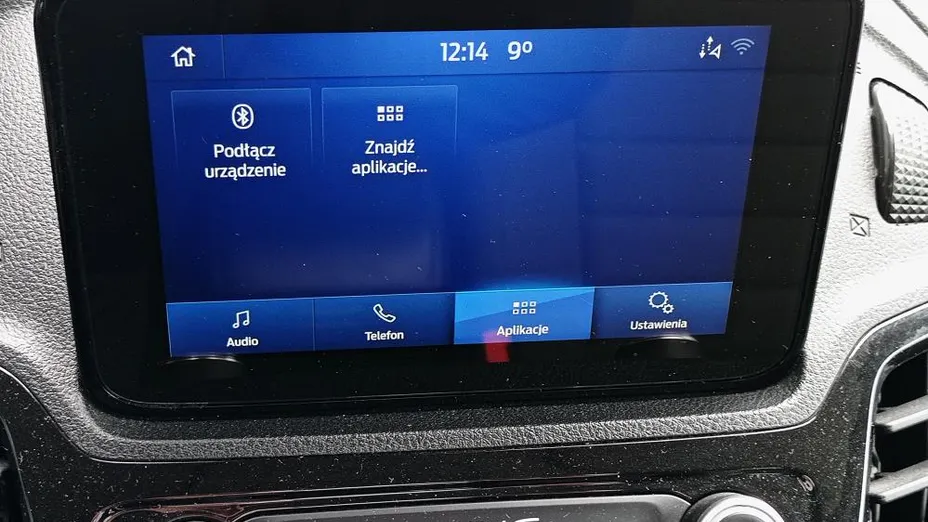 12:14 9º
Podłącz
urządzenie
Znajdź
aplikacje...
Audio
Telefon
Aplikacje
Ustawienia